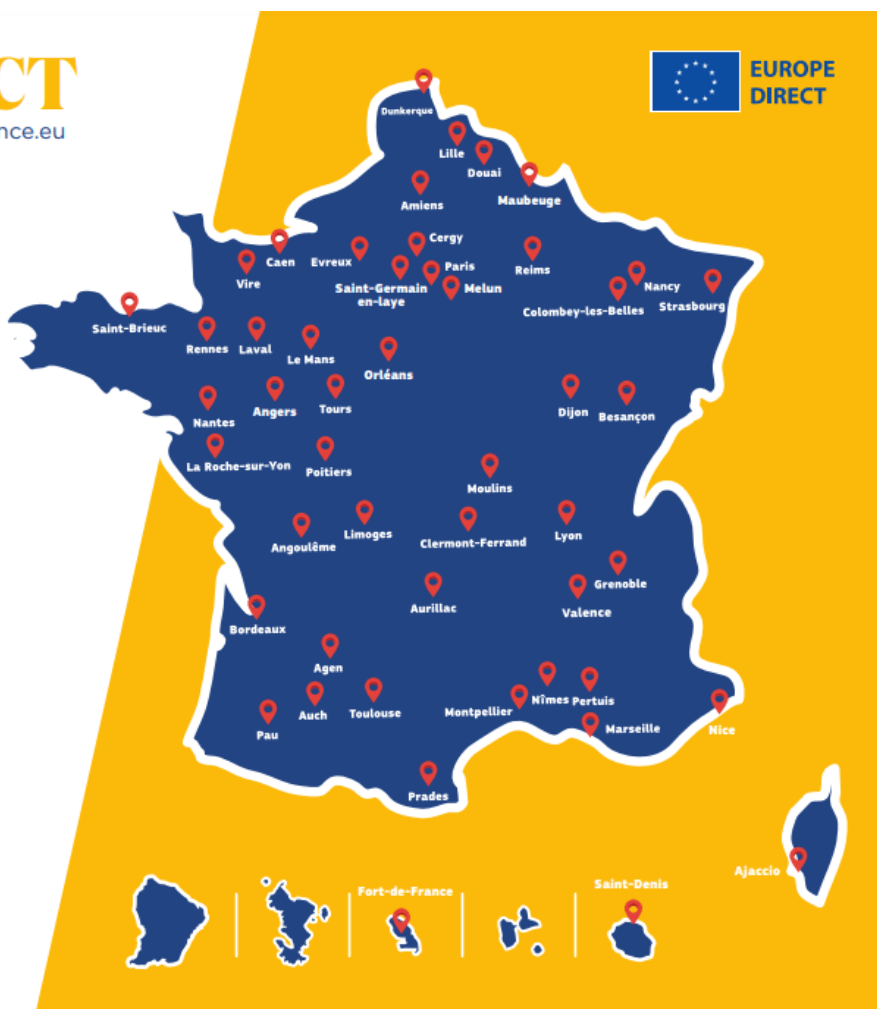 CT
nce.eu
EUROPE
DIRECT
Dunkerque
Lille
Douai
Maubeuge
Amiens
Cergy
Caen
Evreux
Paris
Reims
Vire
Saint-Germain
en-laye
Melun
Nancy
Colombey-les-Belles
Strasbourg
Saint-Brieuc
Rennes
Laval
Le Mans
Orléans
Nantes
Angers
Tours
Dijon
Besançon
La Roche-sur-Yon
Poitiers
Moulins
Angoulême
Limoges
Clermont-Ferrand
Lyon
Grenoble
Aurillac
Valence
Bordeaux
Agen
Auch
Toulouse
Montpellier
Nîmes
Pertuis
Pau
Marseille
Nice
Prades
Ajaccio
Fort-de-France
Saint-Denis